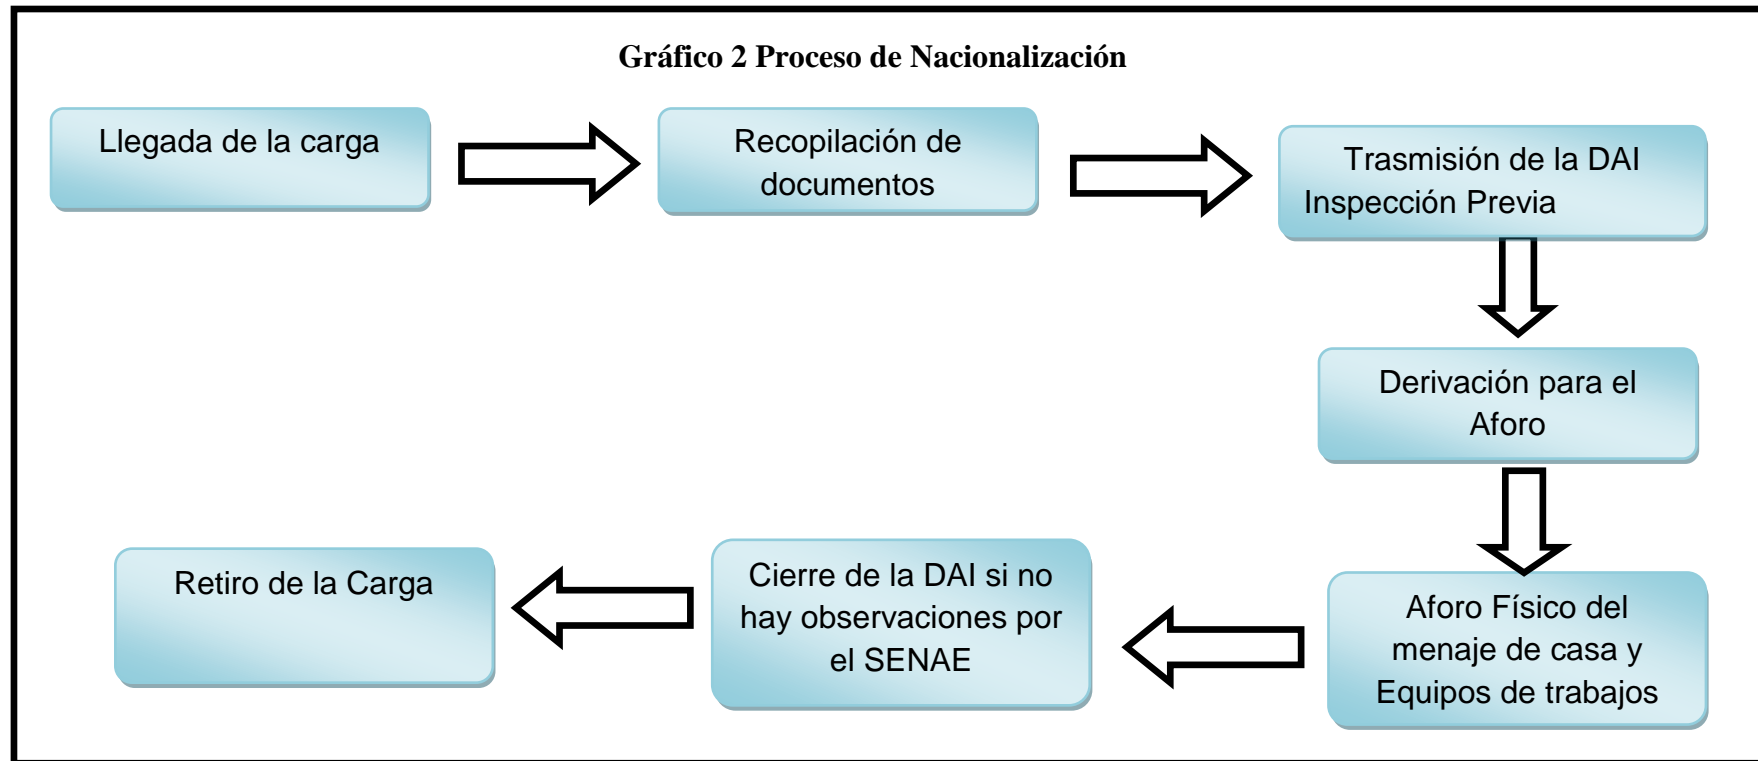 Gráfico 2 Proceso de Nacionalización
Llegada de la carga
Recopilación de
documentos
Trasmisión de la DAI
Inspección Previa
Derivación para el
Aforo
Aforo Físico del
menaje de casa y
Equipos de trabajos
Cierre de la DAI si no
hay observaciones por
el SENAE
Retiro de la Carga